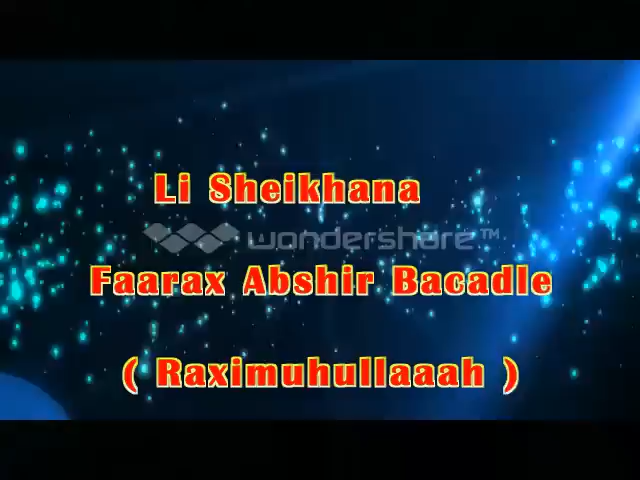 Li Sheikhana
wondershare™
Faarax Abshir Bacadle
( Raximuhullaaah )